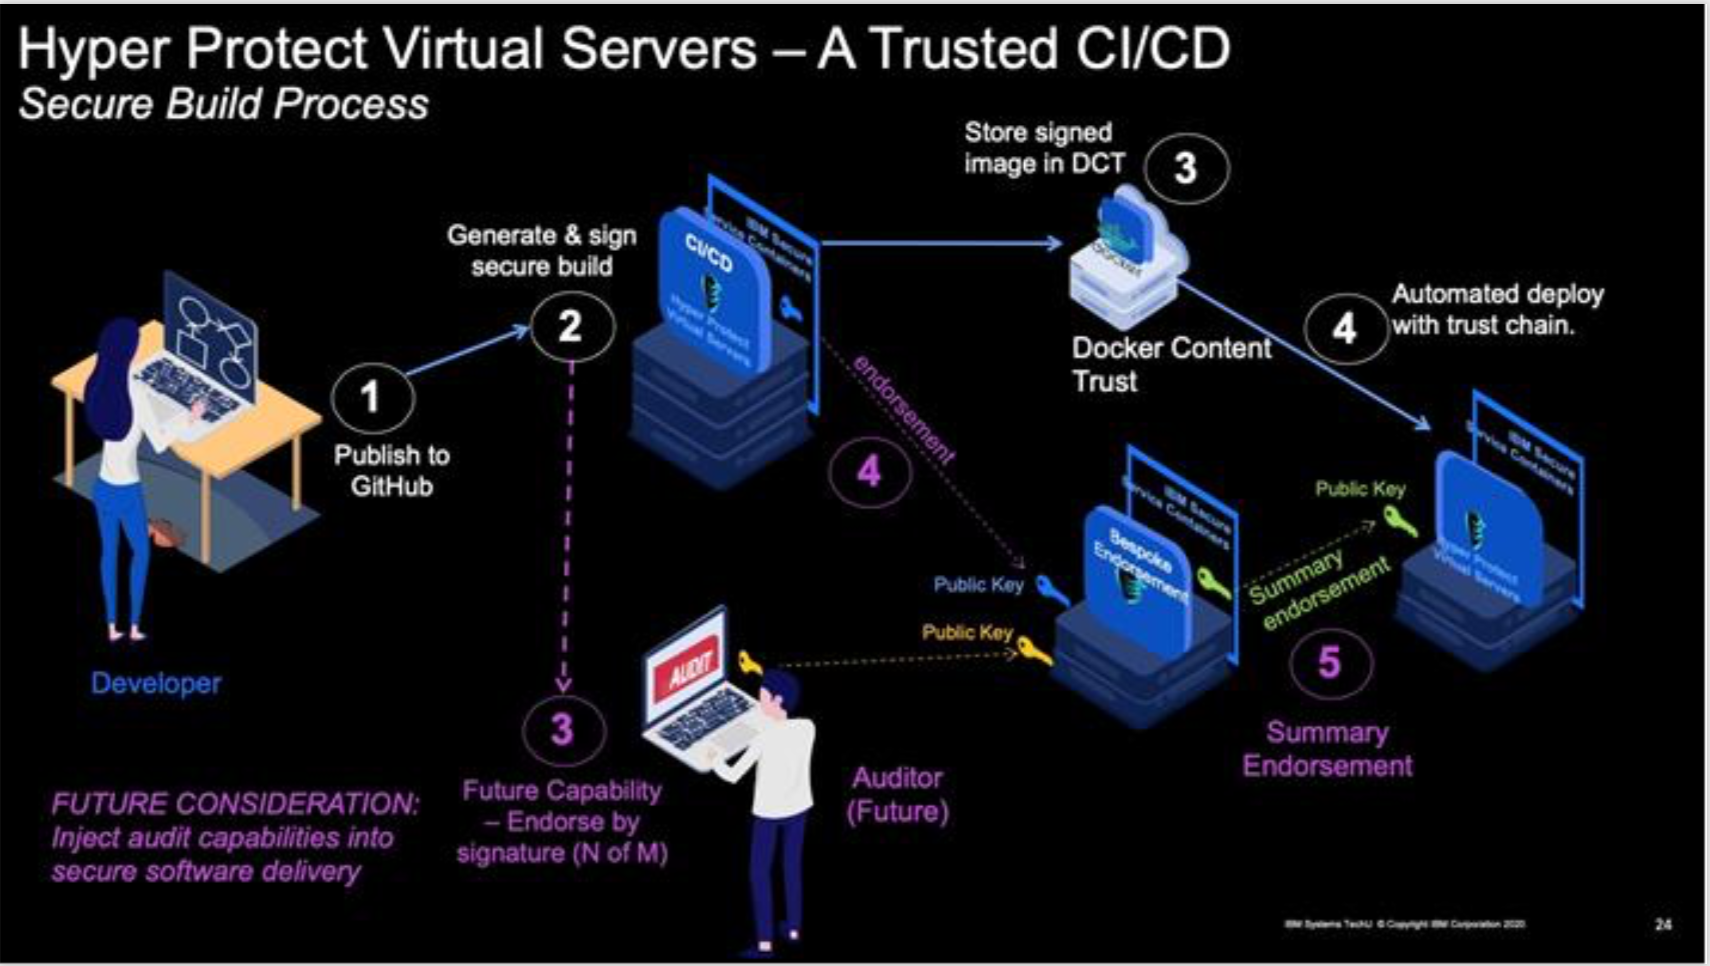 Hyper Protect Virtual Servers – A Trusted CI/CD
Secure Build Process
Store signed
image in DCT
3
Generate & sign
secure build
2
CI/CD
Hyper Protect
Virtual Servers
IBM Secure
Service Containers
Docker
Docker Content
Trust
4
Automated deploy
with trust chain.
1
Publish to
GitHub
Developer
endorsement
4
IBM Secure
Service Containers
Hyper Protect
Virtual Servers
Public Key
IBM Secure
Service Containers
Bespoke
Endorsement
Public Key
Public Key
Summary
endorsement
5
Summary
Endorsement
AUDIT
Auditor
(Future)
3
Future Capability
– Endorse by
signature (N of M)
FUTURE CONSIDERATION:
Inject audit capabilities into
secure software delivery
IBM Systems TechU © Copyright IBM Corporation 2020
24